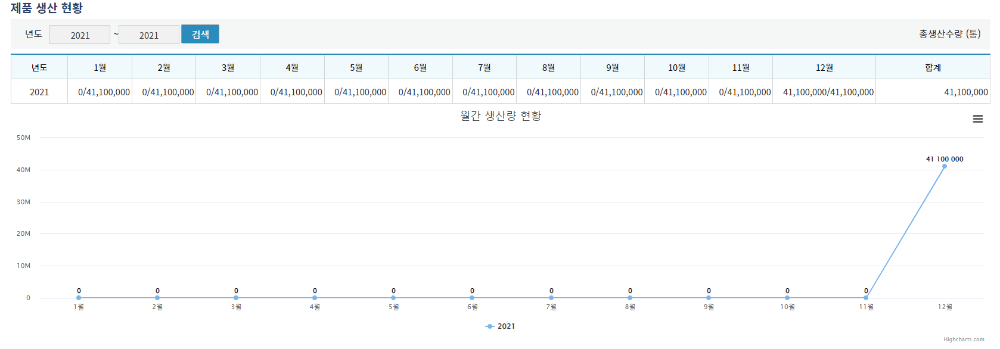 제품 생산 현황
년도 2021 ~ 2021 검색 총생산수량 (통)
년도 1월 2월 3월 4월 5월 6월 7월 8월 9월 10월 11월 12월 합계
2021 0/41,100,000 0/41,100,000 0/41,100,000 0/41,100,000 0/41,100,000 0/41,100,000 0/41,100,000 0/41,100,000 0/41,100,000 0/41,100,000 0/41,100,000 41,100,000/41,100,000 41,100,000
월간 생산량 현황
50M
41 100 000
40M
30M
20M
10M
0 0 0 0 0 0 0 0 0 0 0
0
1월 2월 3월 4월 5월 6월 7월 8월 9월 10월 11월 12월
2021
Highcharts.com